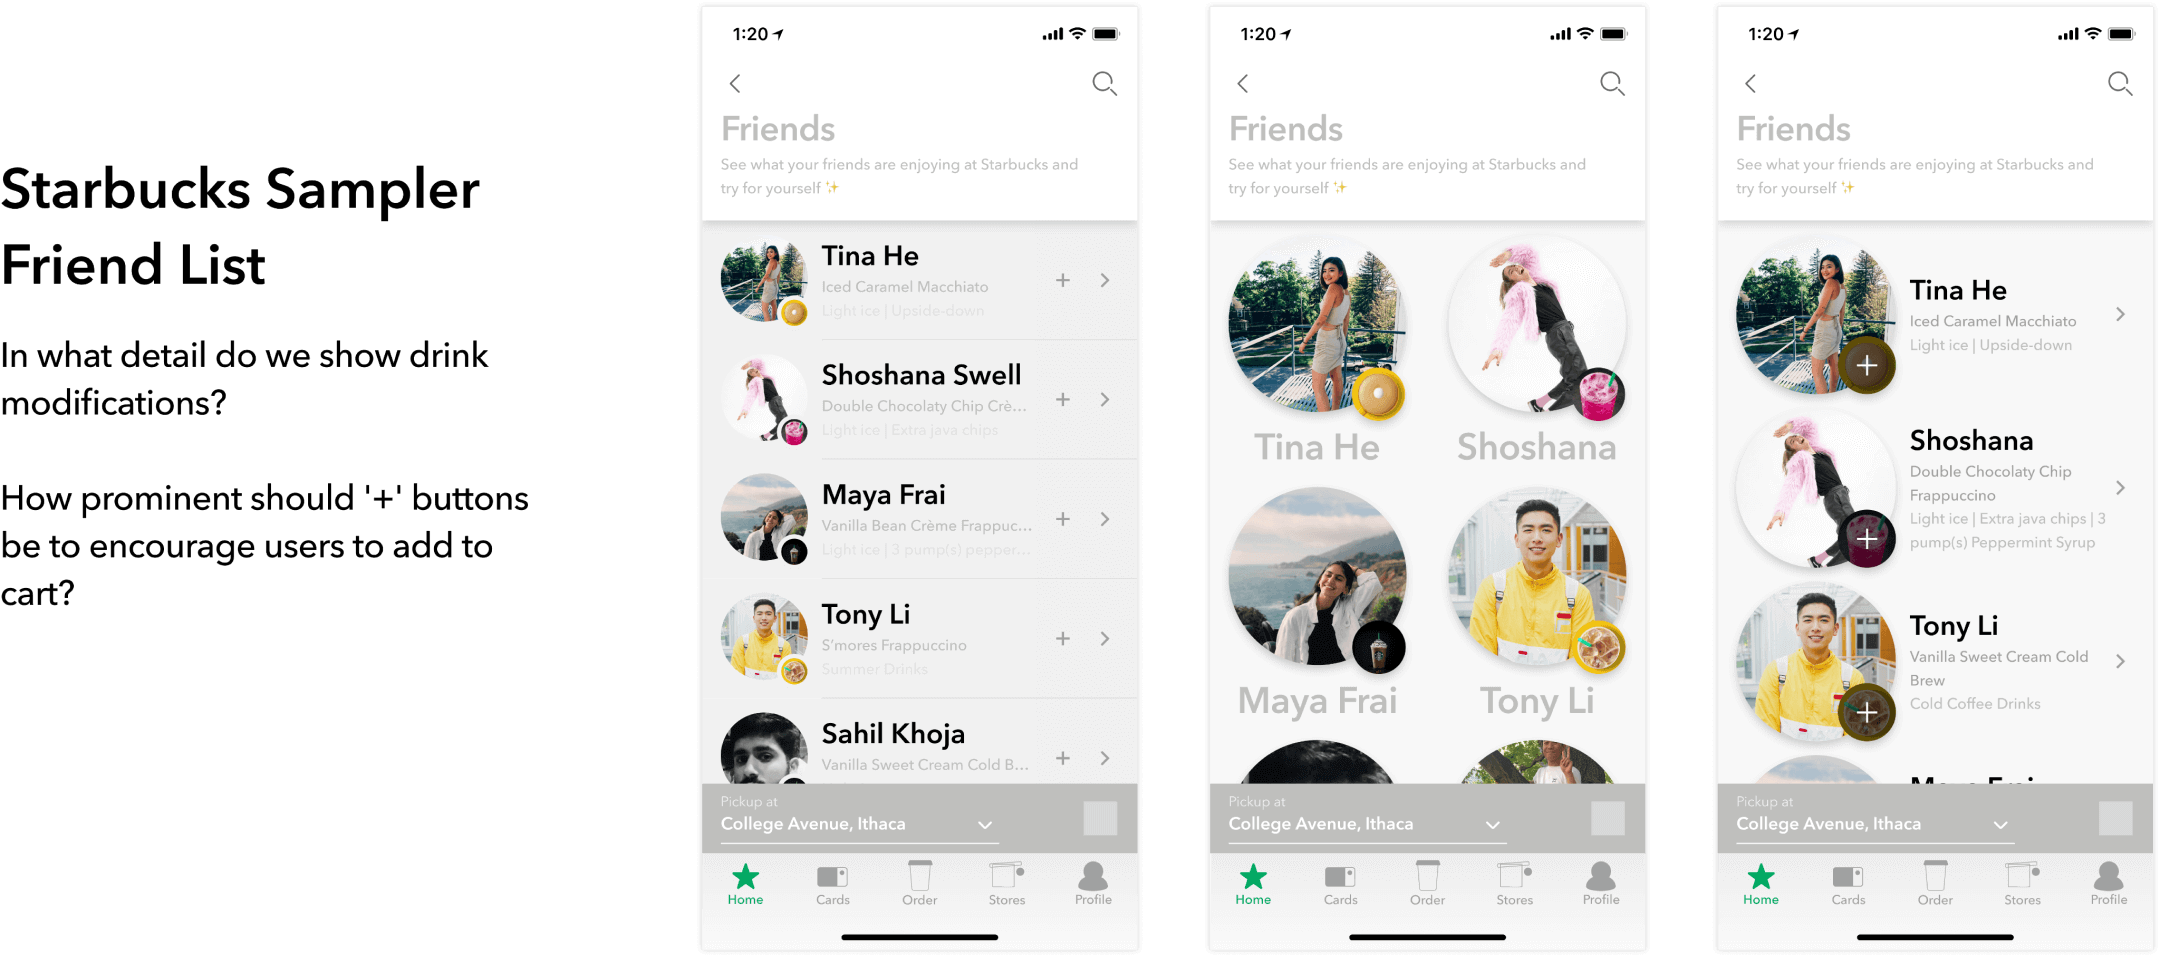 Starbucks Sampler
Friend List
In what detail do we show drink
modifications?
How prominent should '+' buttons
be to encourage users to add to
cart?
1:20
Friends
See what your friends are enjoying at Starbucks and
try for yourself ✨
Tina He
Iced Caramel Macchiato
Light ice | Upside-down
+
Shoshana Swell
Double Chocolaty Chip Crè...
Light ice | Extra java chips
+
Maya Frai
Vanilla Bean Crème Frappuc...
Light ice | 3 pump(s) pepper...
+
Tony Li
S'mores Frappuccino
Summer Drinks
+
Sahil Khoja
Vanilla Sweet Cream Cold B...
+
Pickup at
College Avenue, Ithaca
Home Cards Order Stores Profile
1:20
Friends
See what your friends are enjoying at Starbucks and
try for yourself ✨
Tina He Shoshana
Maya Frai Tony Li
Pickup at
College Avenue, Ithaca
Home Cards Order Stores Profile
1:20
Friends
See what your friends are enjoying at Starbucks and
try for yourself ✨
Tina He
Iced Caramel Macchiato
Light ice | Upside-down
+
Shoshana
Double Chocolaty Chip
Frappuccino
Light ice | Extra java chips | 3
pump(s) Peppermint Syrup
+
Tony Li
Vanilla Sweet Cream Cold
Brew
Cold Coffee Drinks
+
Pickup at
College Avenue, Ithaca
Home Cards Order Stores Profile